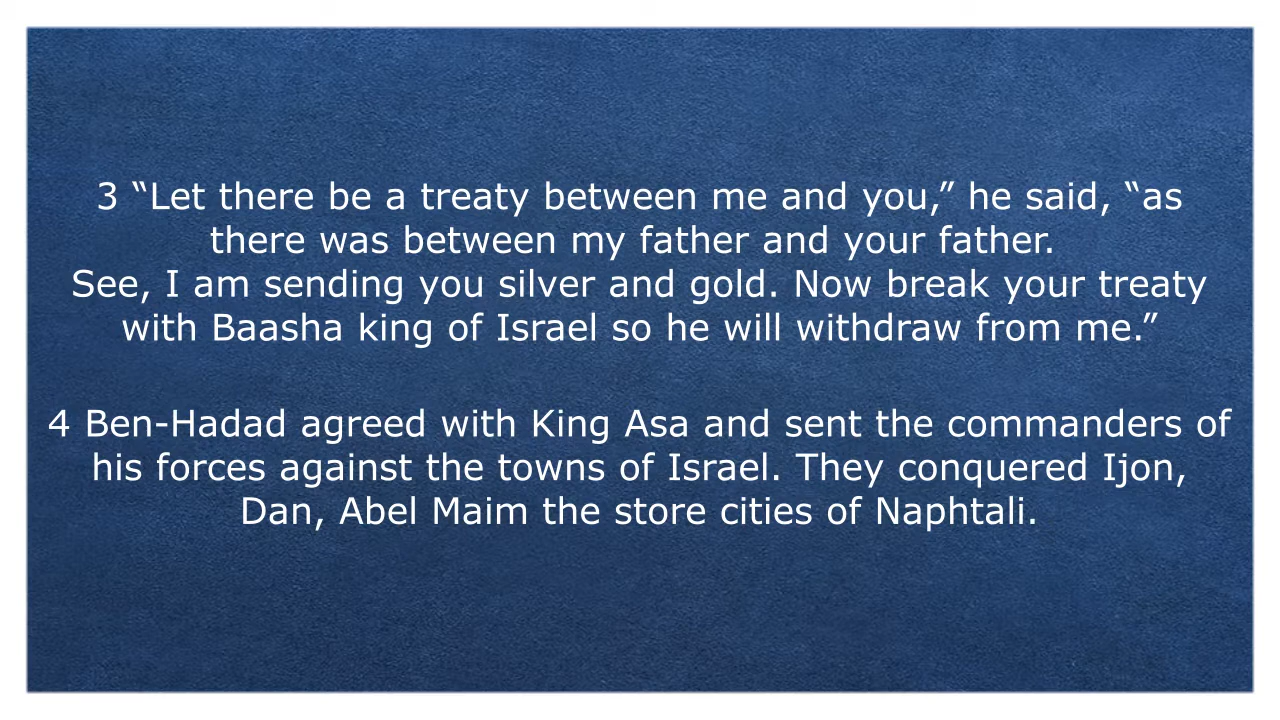 3 “Let there be a treaty between me and you,” he said, “as
there was between my father and your father.
See, I am sending you silver and gold. Now break your treaty
with Baasha king of Israel so he will withdraw from me.”
4 Ben-Hadad agreed with King Asa and sent the commanders of
his forces against the towns of Israel. They conquered Ijon,
Dan, Abel Maim the store cities of Naphtali.